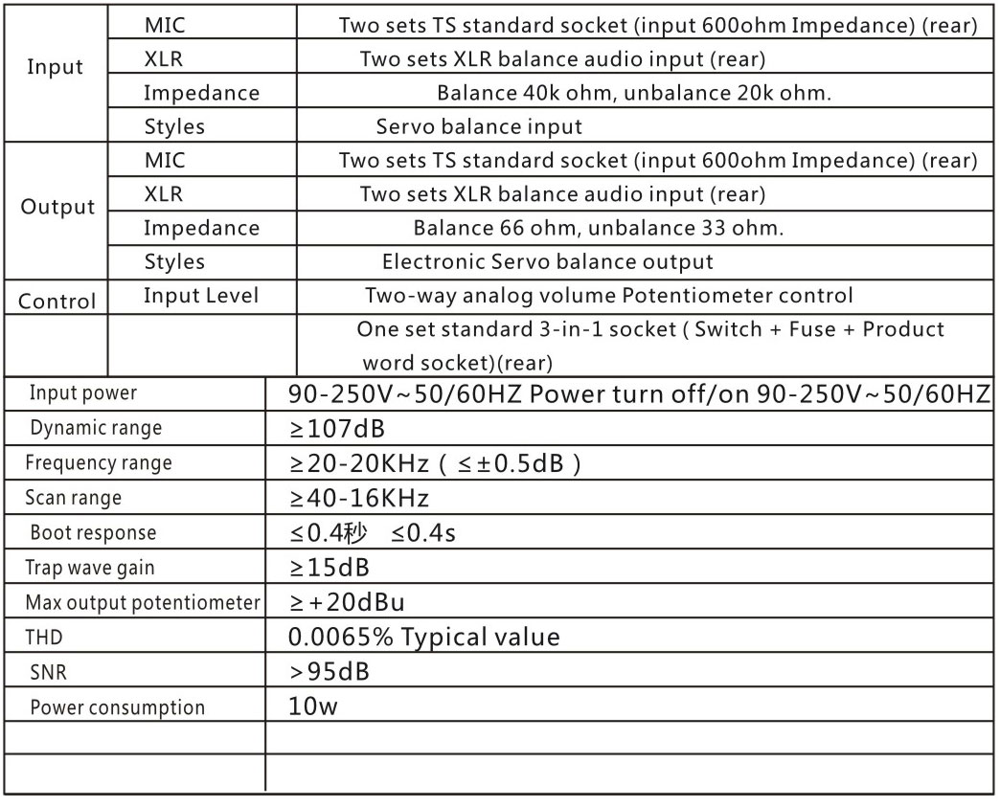 Input
MIC Two sets TS standard socket (input 600ohm Impedance) (rear)
XLR Two sets XLR balance audio input (rear)
Impedance Balance 40k ohm, unbalance 20k ohm.
Styles Servo balance input
Output
MIC Two sets TS standard socket (input 600ohm Impedance) (rear)
XLR Two sets XLR balance audio input (rear)
Impedance Balance 66 ohm, unbalance 33 ohm.
Styles Electronic Servo balance output
Control
Input Level Two-way analog volume Potentiometer control
One set standard 3-in-1 socket ( Switch + Fuse + Product
word socket)(rear)
Input power 90-250V~50/60HZ Power turn off/on 90-250V~50/60HZ
Dynamic range ≥107dB
Frequency range ≥20-20KHz ( ≤±0.5dB )
Scan range ≥40-16KHz
Boot response ≤0.4秒 ≤0.4s
Trap wave gain ≥15dB
Max output potentiometer ≥+20dBu
THD 0.0065% Typical value
SNR >95dB
Power consumption 10w